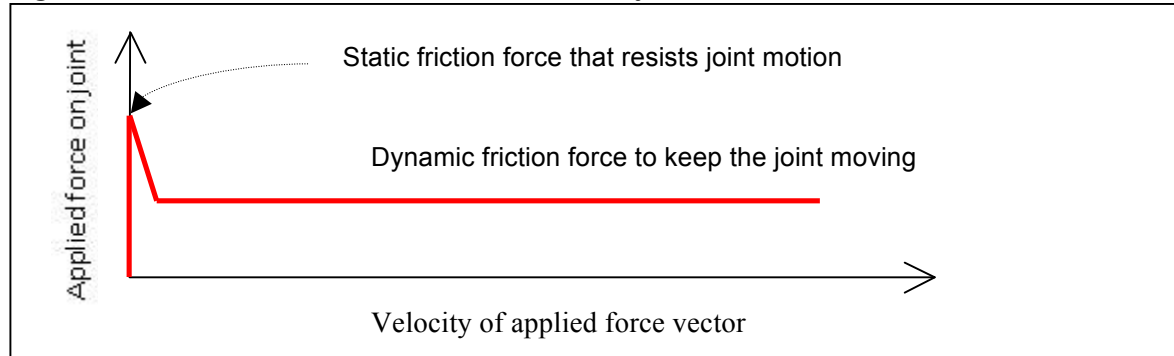 Static friction force that resists joint motion
Applied force on joint
Dynamic friction force to keep the joint moving
Velocity of applied force vector